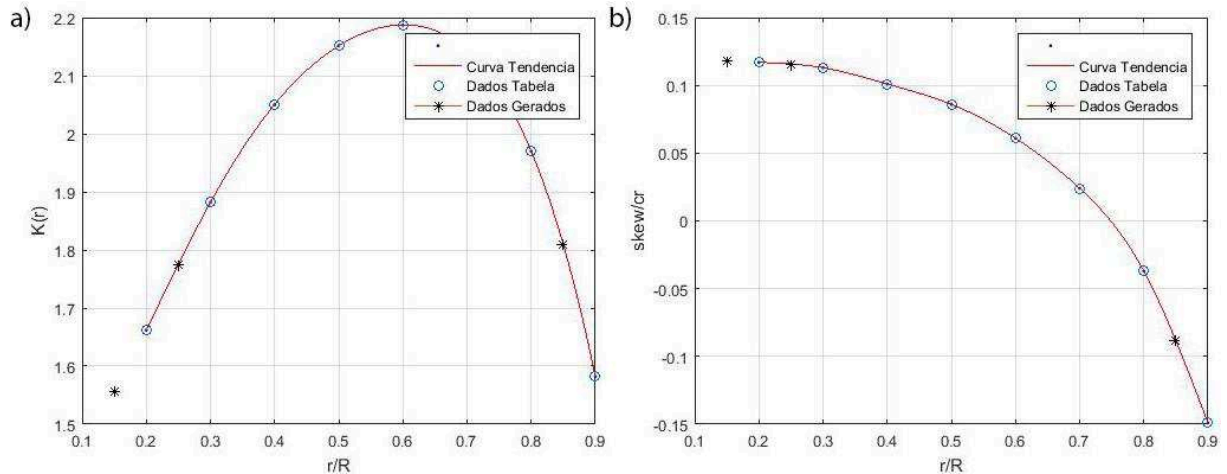 a)
2.2
2.1
2
1.9
1.8
1.7
1.6
1.5
K(r)
0.1 0.2 0.3 0.4 0.5 0.6 0.7 0.8 0.9
r/R
Curva Tendencia
Dados Tabela
Dados Gerados
b)
0.15
0.1
0.05
0
-0.05
-0.1
-0.15
skew/cr
0.1 0.2 0.3 0.4 0.5 0.6 0.7 0.8 0.9
r/R
Curva Tendencia
Dados Tabela
Dados Gerados